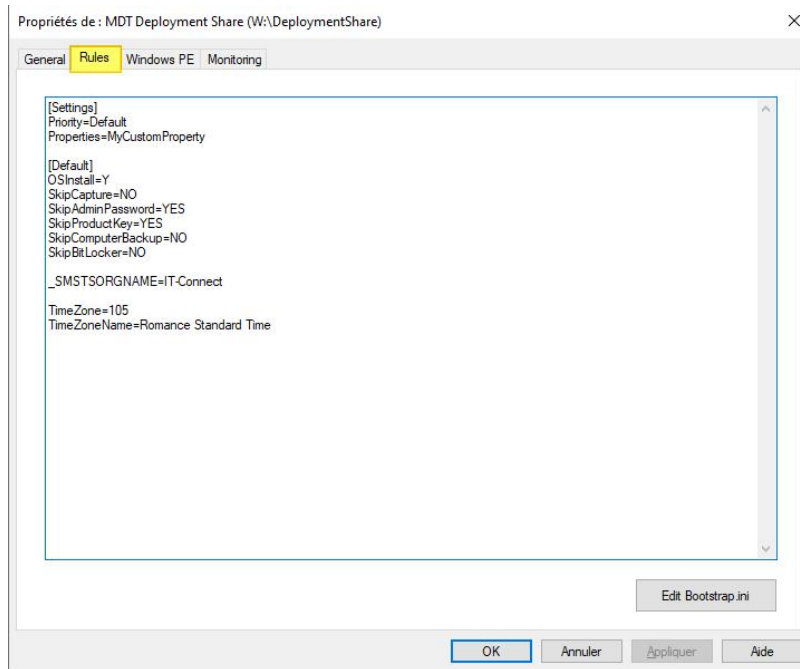 Propriétés de : MDT Deployment Share (W:\DeploymentShare)
General Rules Windows PE Monitoring
[Settings]
Priority=Default
Properties=MyCustomProperty
[Default]
OSInstall=Y
SkipCapture=NO
SkipAdminPassword=YES
SkipProductKey=YES
SkipComputerBackup=NO
SkipBitLocker=NO
_SMSTSORGNAME=IT-Connect
TimeZone=105
TimeZoneName=Romance Standard Time
Edit Bootstrap.ini
OK Annuler Appliquer Aide